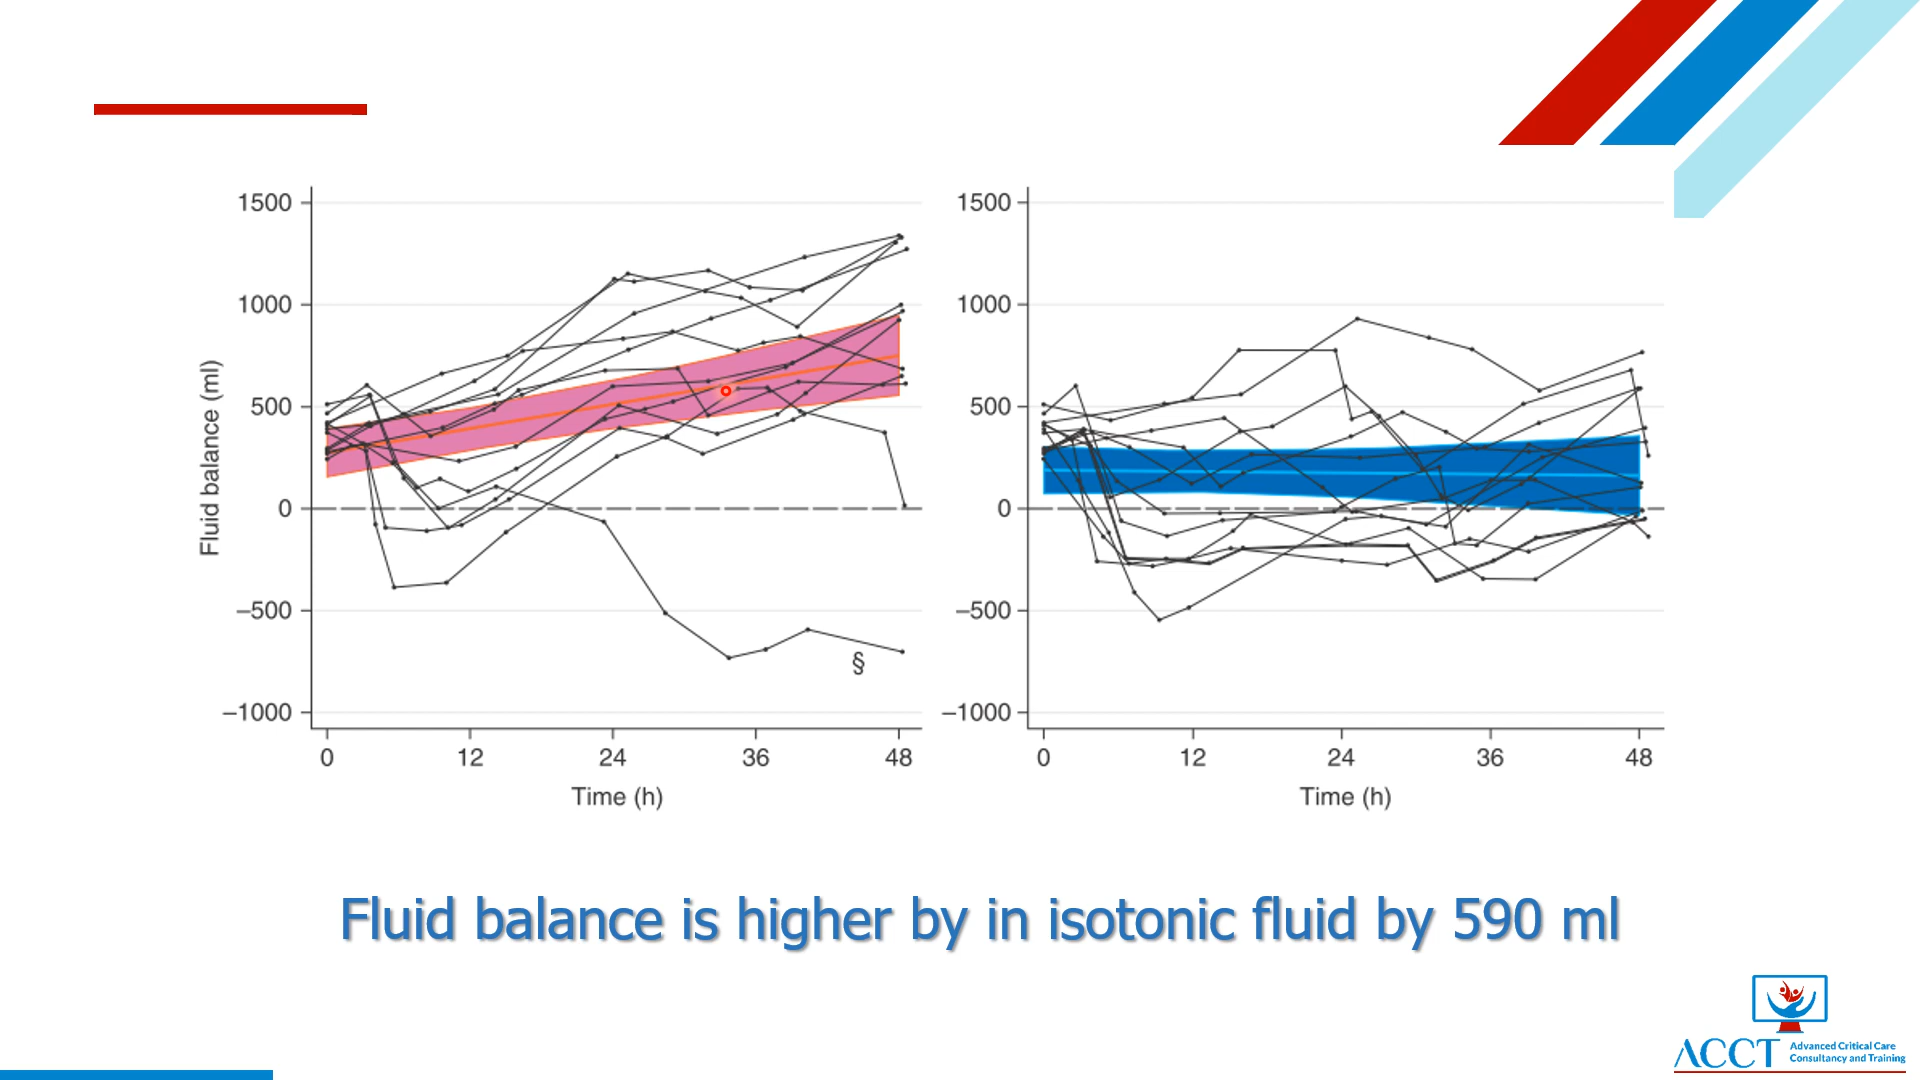 1500
1000
500
0
–500
–1000
Fluid balance (ml)
0 12 24 36 48
Time (h)
§
1500
1000
500
0
–500
–1000
0 12 24 36 48
Time (h)
Fluid balance is higher by in isotonic fluid by 590 ml
ACCT
Advanced Critical Care
Consultancy and Training